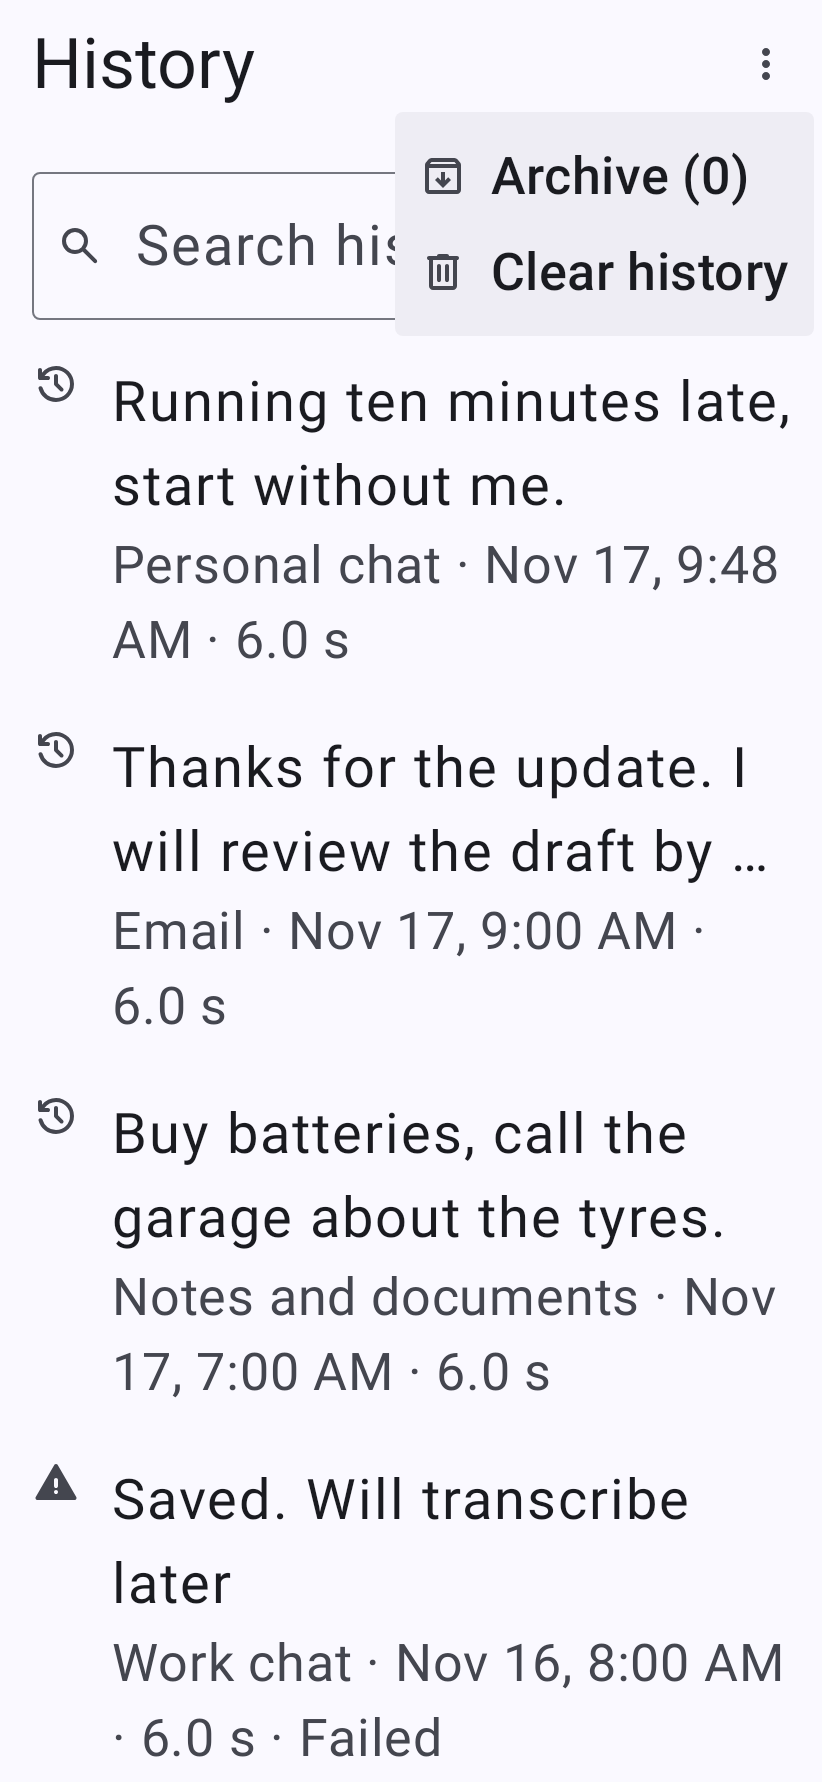 History
Archive (0)
Search his
Clear history
Running ten minutes late,
start without me.
Personal chat · Nov 17, 9:48
AM · 6.0 s
Thanks for the update. I
will review the draft by …
Email · Nov 17, 9:00 AM ·
6.0 s
Buy batteries, call the
garage about the tyres.
Notes and documents · Nov
17, 7:00 AM · 6.0 s
Saved. Will transcribe
later
Work chat · Nov 16, 8:00 AM
· 6.0 s · Failed